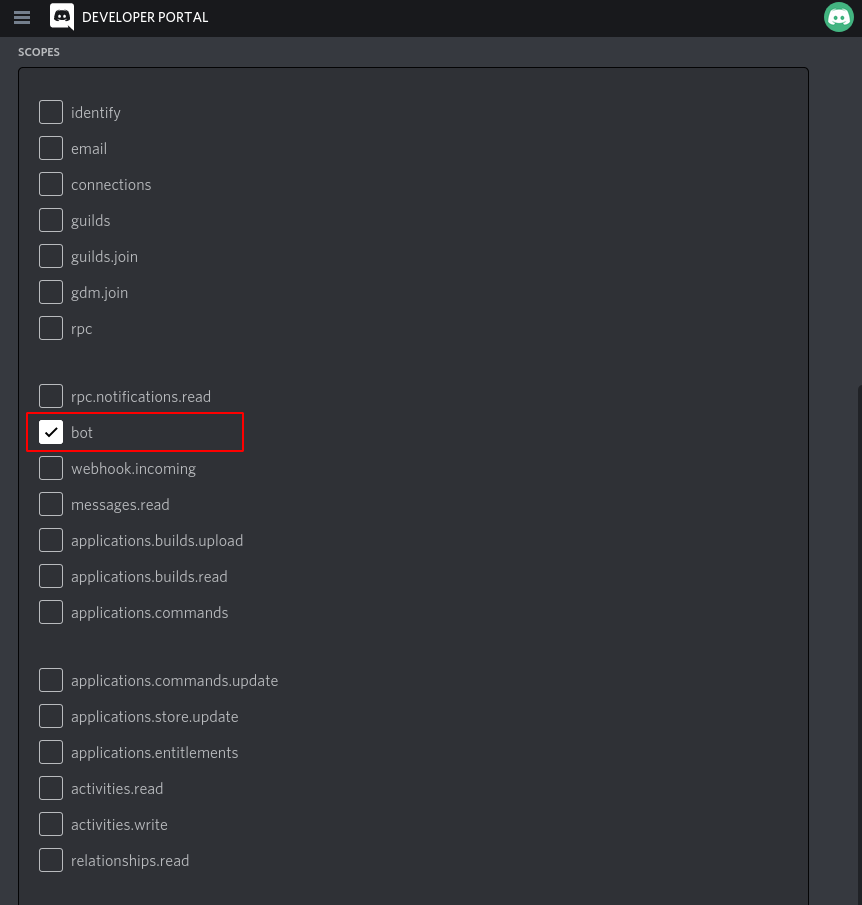 DEVELOPER PORTAL
SCOPES
identify
email
connections
guilds
guilds.join
gdm.join
rpc
rpc.notifications.read
bot
webhook.incoming
messages.read
applications.builds.upload
applications.builds.read
applications.commands
applications.commands.update
applications.store.update
applications.entitlements
activities.read
activities.write
relationships.read